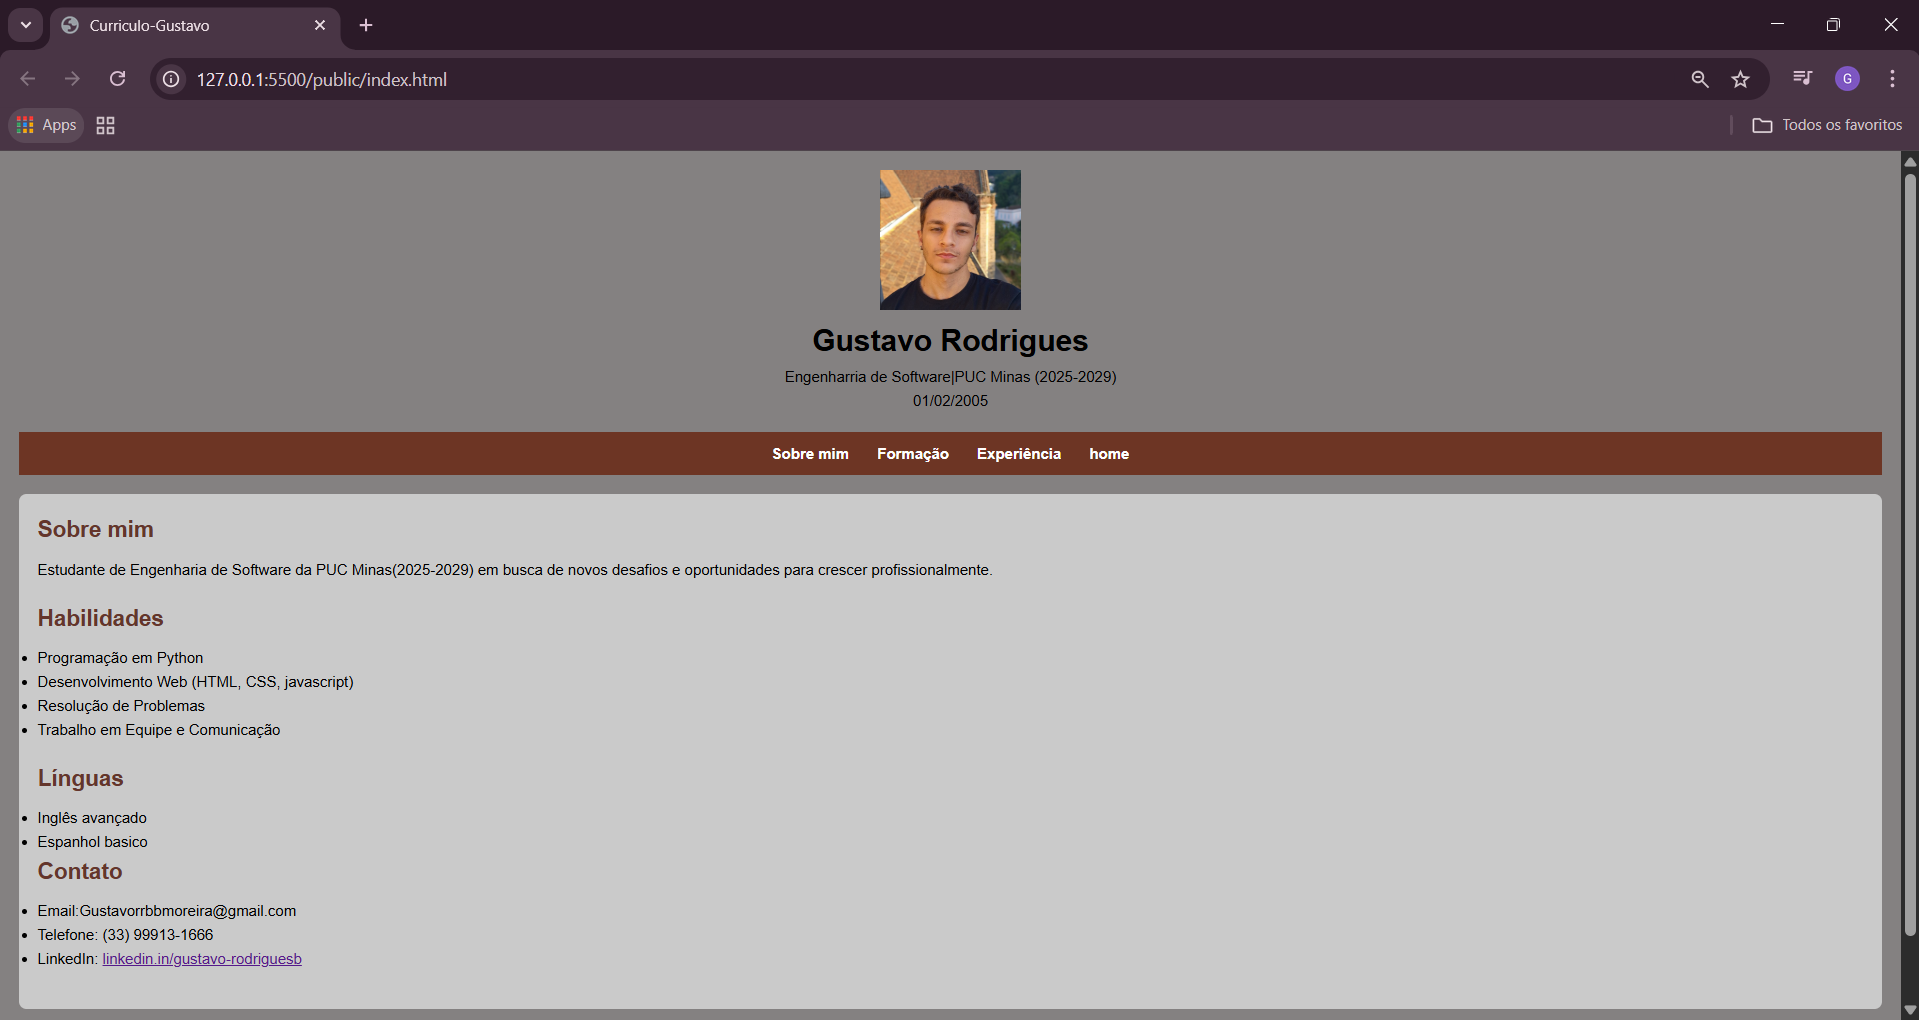 Curriculo-Gustavo
127.0.0.1:5500/public/index.html
G
Apps
Todos os favoritos
Gustavo Rodrigues
Engenharria de Software|PUC Minas (2025-2029)
01/02/2005
Sobre mim Formação Experiência home
Sobre mim
Estudante de Engenharia de Software da PUC Minas(2025-2029) em busca de novos desafios e oportunidades para crescer profissionalmente.
Habilidades
Programação em Python
Desenvolvimento Web (HTML, CSS, javascript)
Resolução de Problemas
Trabalho em Equipe e Comunicação
Línguas
Inglês avançado
Espanhol basico
Contato
Email:Gustavorrbbmoreira@gmail.com
Telefone: (33) 99913-1666
LinkedIn: linkedin.in/gustavo-rodriguesb